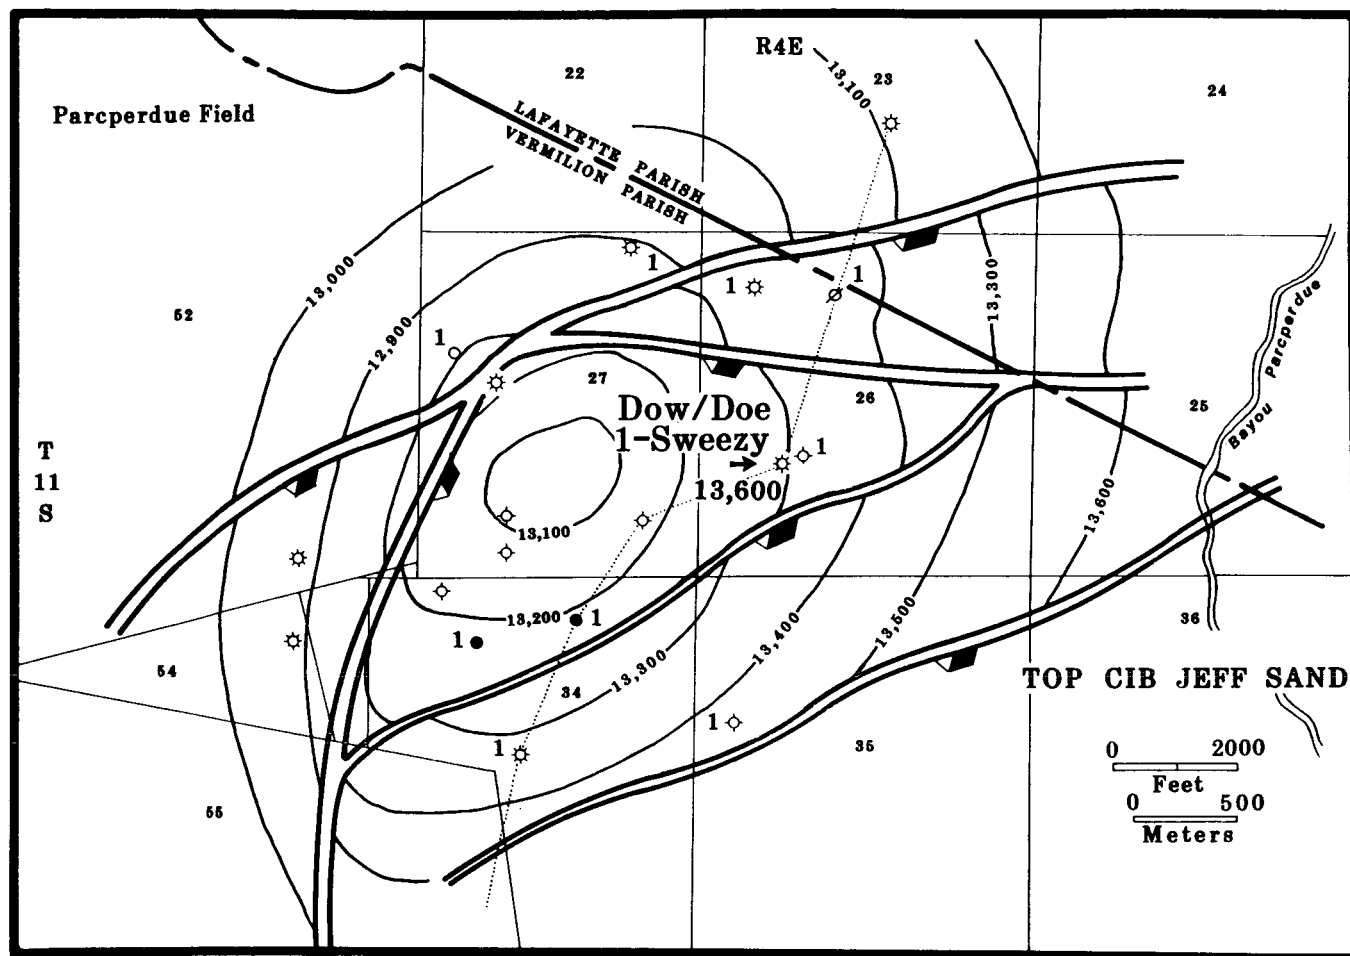 R4E
22
23
24
13,100
Parcperdue Field
LAFAYETTE PARISH
VERMILION PARISH
13,000
1
1
1
13,300
52
12,900
1
Bayou Parcperdue
27
26
25
Dow/Doe
1-Sweezy
1
13,600
T
11
S
13,100
13,600
13,200
1
1
13,400
13,500
36
13,300
54
34
TOP CIB JEFF SAND
1
1
35
0 2000
Feet
0 500
Meters
55